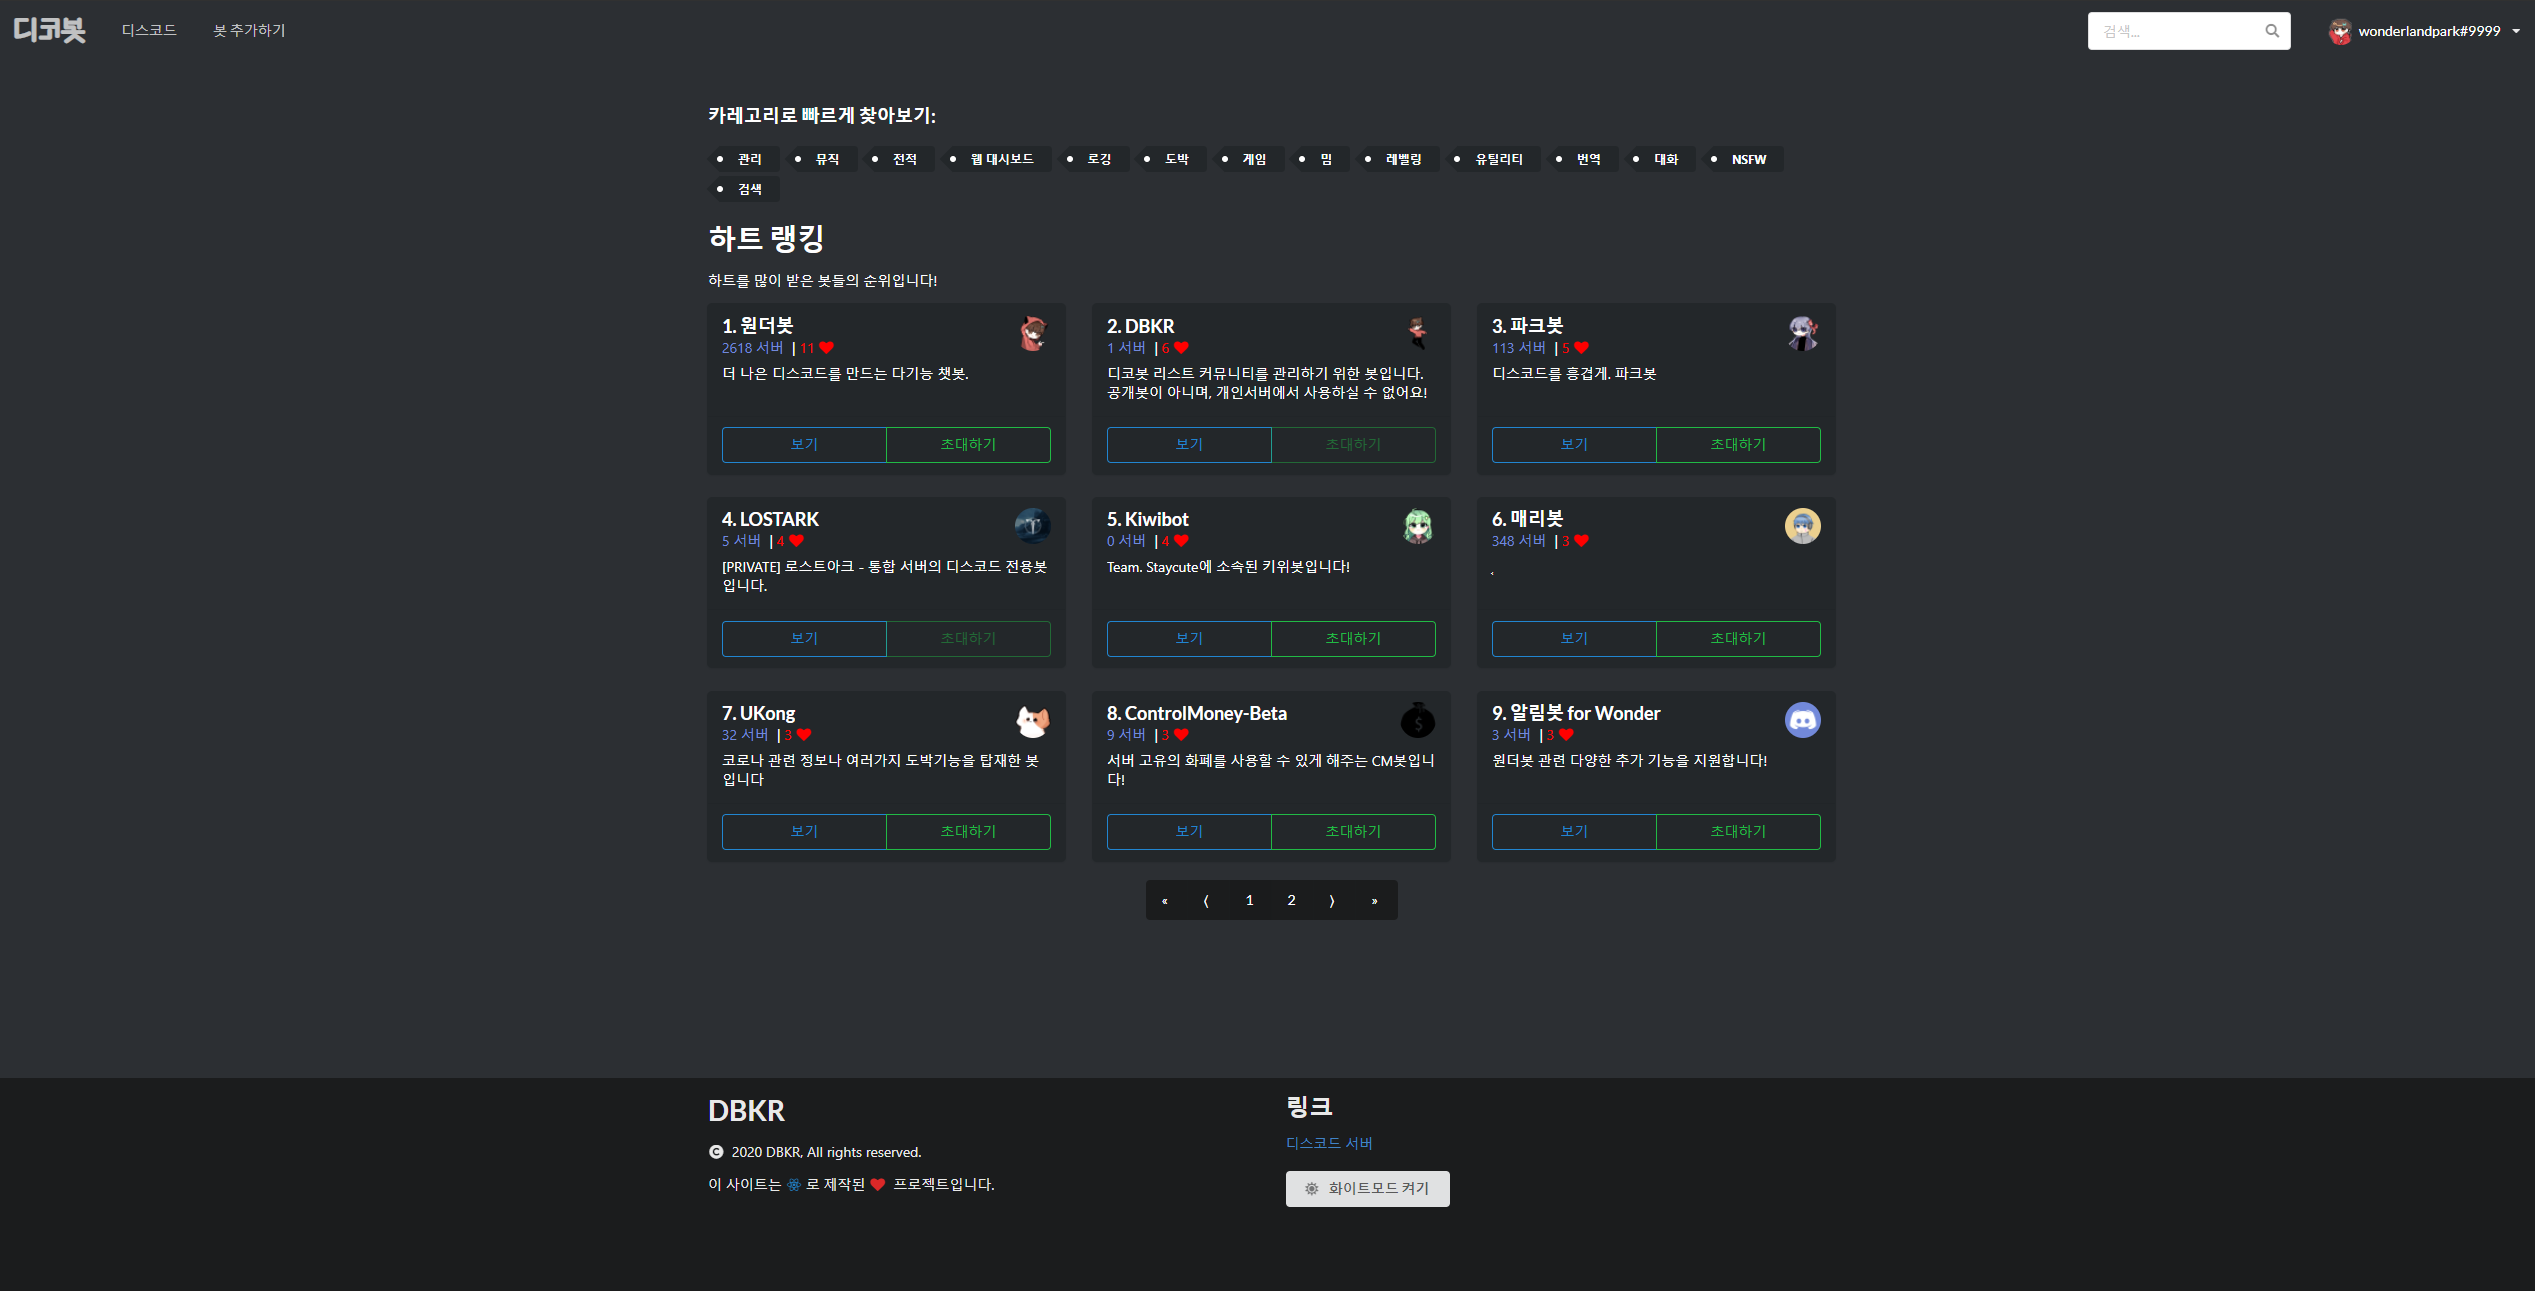 디코봇 디스코드 봇 추가하기 검색... wonderlandpark#9999
카레고리로 빠르게 찾아보기:
관리 뮤직 전적 웹 대시보드 로깅 도박 게임 밈 레벨링 유틸리티 번역 대화 NSFW
검색
하트 랭킹
하트를 많이 받은 봇들의 순위입니다!
1. 원더봇
2618 서버 | 11
더 나은 디스코드를 만드는 다기능 챗봇.
보기 초대하기
2. DBKR
1 서버 | 6
디코봇 리스트 커뮤니티를 관리하기 위한 봇입니다.
공개봇이 아니며, 개인서버에서 사용하실 수 없어요!
보기 초대하기
3. 파크봇
113 서버 | 5
디스코드를 흥겹게. 파크봇
보기 초대하기
4. LOSTARK
5 서버 | 4
[PRIVATE] 로스트아크 - 통합 서버의 디스코드 전용봇
입니다.
보기 초대하기
5. Kiwibot
0 서버 | 4
Team. Staycute에 소속된 키위봇입니다!
보기 초대하기
6. 매리봇
348 서버 | 3
보기 초대하기
7. UKong
32 서버 | 3
코로나 관련 정보나 여러가지 도박기능을 탑재한 봇
입니다
보기 초대하기
8. ControlMoney-Beta
9 서버 | 3
서버 고유의 화폐를 사용할 수 있게 해주는 CM봇입니
다!
보기 초대하기
9. 알림봇 for Wonder
3 서버 | 3
원더봇 관련 다양한 추가 기능을 지원합니다!
보기 초대하기
« ⟨ 1 2 ⟩ »
DBKR
© 2020 DBKR, All rights reserved.
이 사이트는 로 제작된 프로젝트입니다.
링크
디스코드 서버
화이트모드 켜기